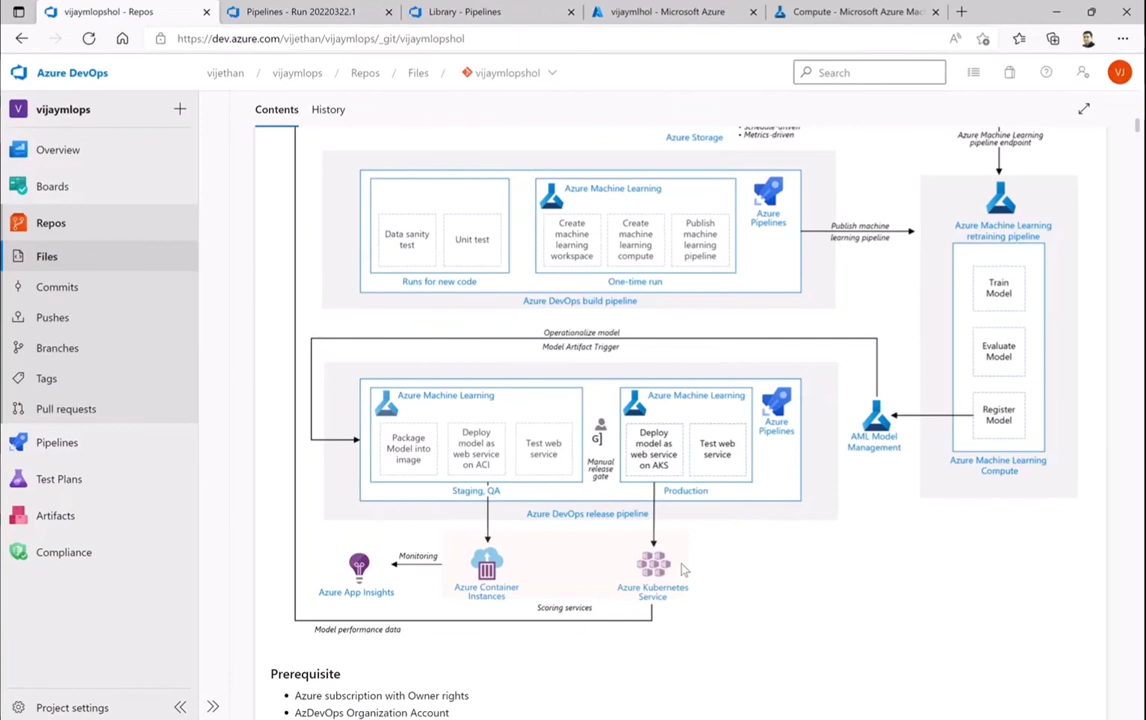 vijaymlopshol - Repos
Pipelines - Run 20220322.1
Library - Pipelines
vijaymlhol - Microsoft Azure
Compute - Microsoft Azure Mac
https://dev.azure.com/vijethan/vijaymlops/_git/vijaymlopshol
Azure DevOps
vijethan / vijaymlops / Repos / Files / vijaymlopshol
Search
VJ
V
vijaymlops
Overview
Boards
Repos
Files
Commits
Pushes
Branches
Tags
Pull requests
Pipelines
Test Plans
Artifacts
Compliance
Project settings
Contents
History
Azure Storage
• Metrics-driven
Azure Machine Learning
pipeline endpoint
Data sanity
test
Unit test
Runs for new code
Azure Machine Learning
Create
machine
learning
workspace
Create
machine
learning
compute
Publish
machine
learning
pipeline
One-time run
Azure
Pipelines
Azure DevOps build pipeline
Publish machine
learning pipeline
Azure Machine Learning
retraining pipeline
Train
Model
Evaluate
Model
Register
Model
Azure Machine Learning
Compute
Operationalize model
Model Artifact Trigger
AML Model
Management
Azure Machine Learning
Package
Model into
image
Deploy
model as
web service
on ACI
Test web
service
Staging, QA
Manual
release
gate
Azure Machine Learning
Deploy
model as
web service
on AKS
Test web
service
Production
Azure
Pipelines
Azure DevOps release pipeline
Monitoring
Azure App Insights
Azure Container
Instances
Azure Kubernetes
Service
Scoring services
Model performance data
Prerequisite
• Azure subscription with Owner rights
• AzDevOps Organization Account